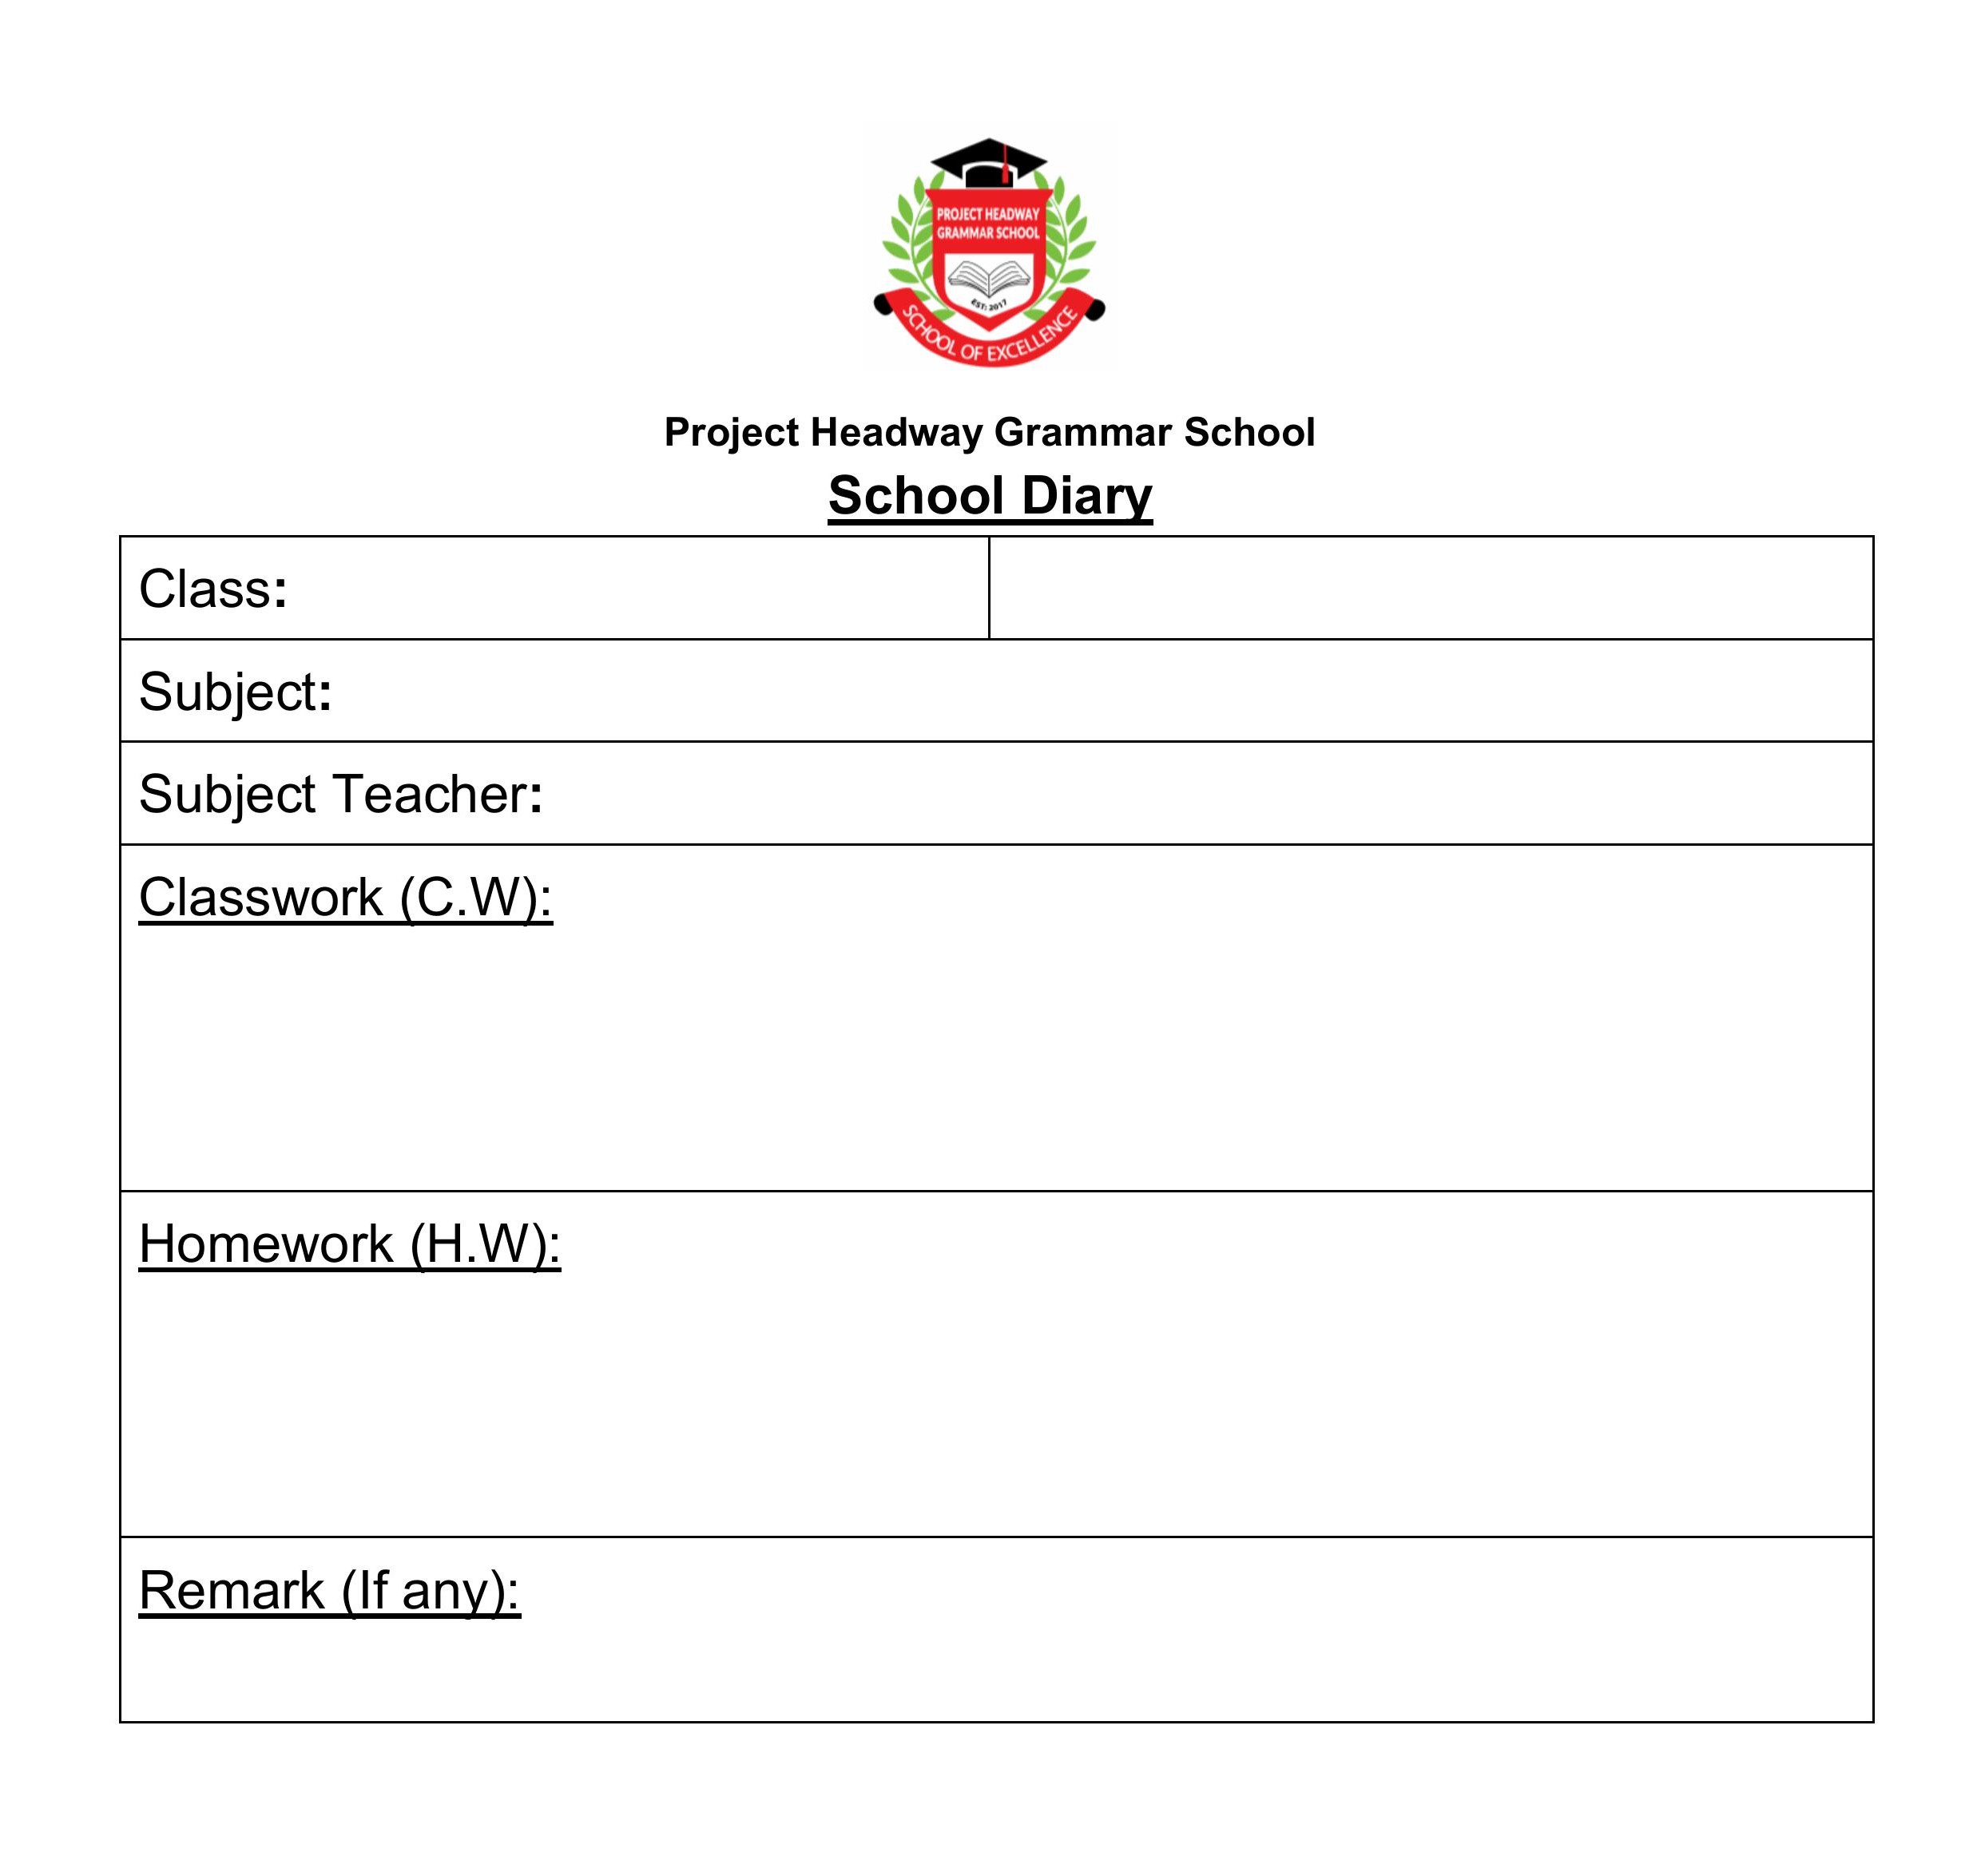 PROJECT HEADWAY
GRAMMAR SCHOOL
EST: 2017
SCHOOL OF EXCELLENCE
Project Headway Grammar School
School Diary
Class:
Subject:
Subject Teacher:
Classwork (C.W):
Homework (H.W):
Remark (If any):